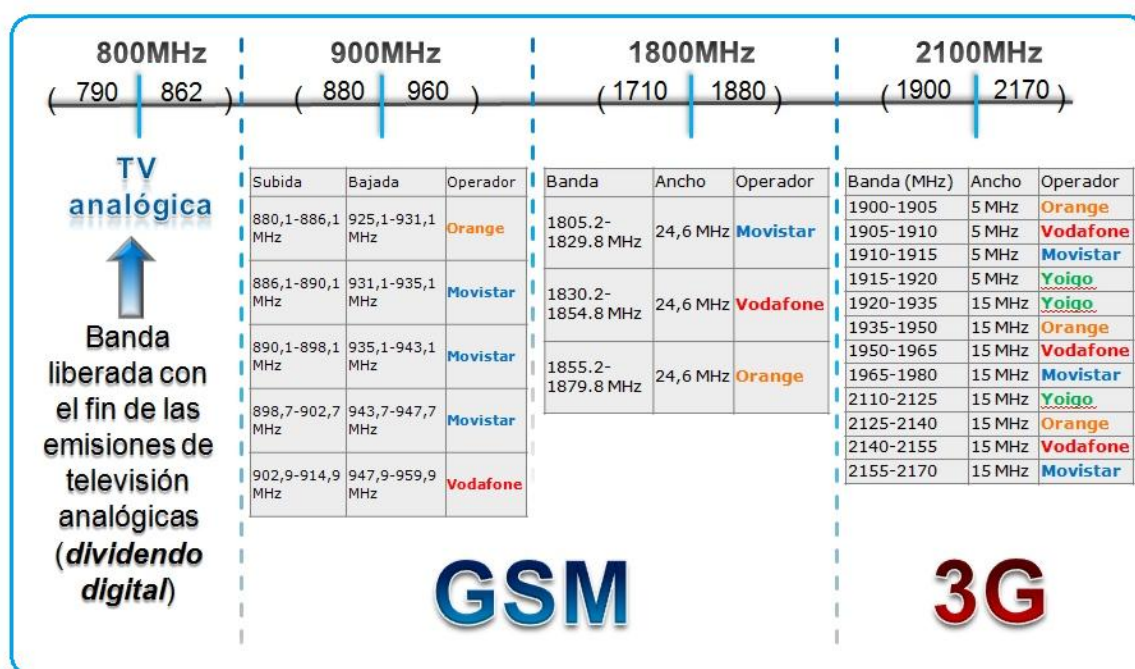 800MHz
900MHz
1800MHz
2100MHz
( 790 | 862 )
( 880 | 960 )
(1710 | 1880 )
( 1900 | 2170 )
TV
analógica
Banda
liberada con
el fin de las
emisiones de
televisión
analógicas
(dividendo
digital)
Subida Bajada Operador
880,1-886,1 925,1-931,1 Orange
MHz MHz
886,1-890,1 931,1-935,1 Movistar
MHz MHz
890,1-898,1 935,1-943,1 Movistar
MHz MHz
898,7-902,7 943,7-947,7 Movistar
MHz MHz
902,9-914,9 947,9-959,9 Vodafone
MHz MHz
Banda Ancho Operador
1805.2-
1829.8 MHz 24,6 MHz Movistar
1830.2-
1854.8 MHz 24,6 MHz Vodafone
1855.2-
1879.8 MHz 24,6 MHz Orange
GSM
Banda (MHz) Ancho Operador
1900-1905 5 MHz Orange
1905-1910 5 MHz Vodafone
1910-1915 5 MHz Movistar
1915-1920 5 MHz Yoigo
1920-1935 15 MHz Yoigo
1935-1950 15 MHz Orange
1950-1965 15 MHz Vodafone
1965-1980 15 MHz Movistar
2110-2125 15 MHz Yoigo
2125-2140 15 MHz Orange
2140-2155 15 MHz Vodafone
2155-2170 15 MHz Movistar
3G